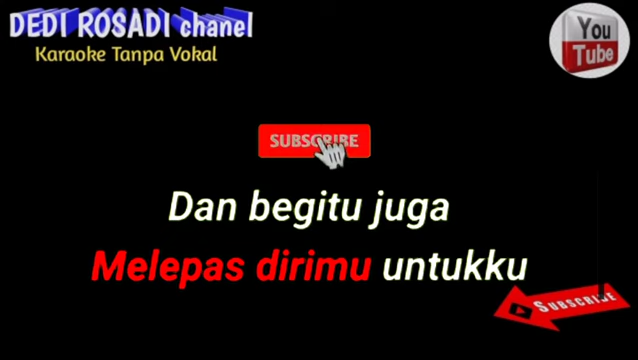 DEDI ROSADI chanel
Karaoke Tanpa Vokal
You
Tube
SUBSCRIBE
Dan begitu juga
Melepas dirimu untukku
SUBSCRIBE